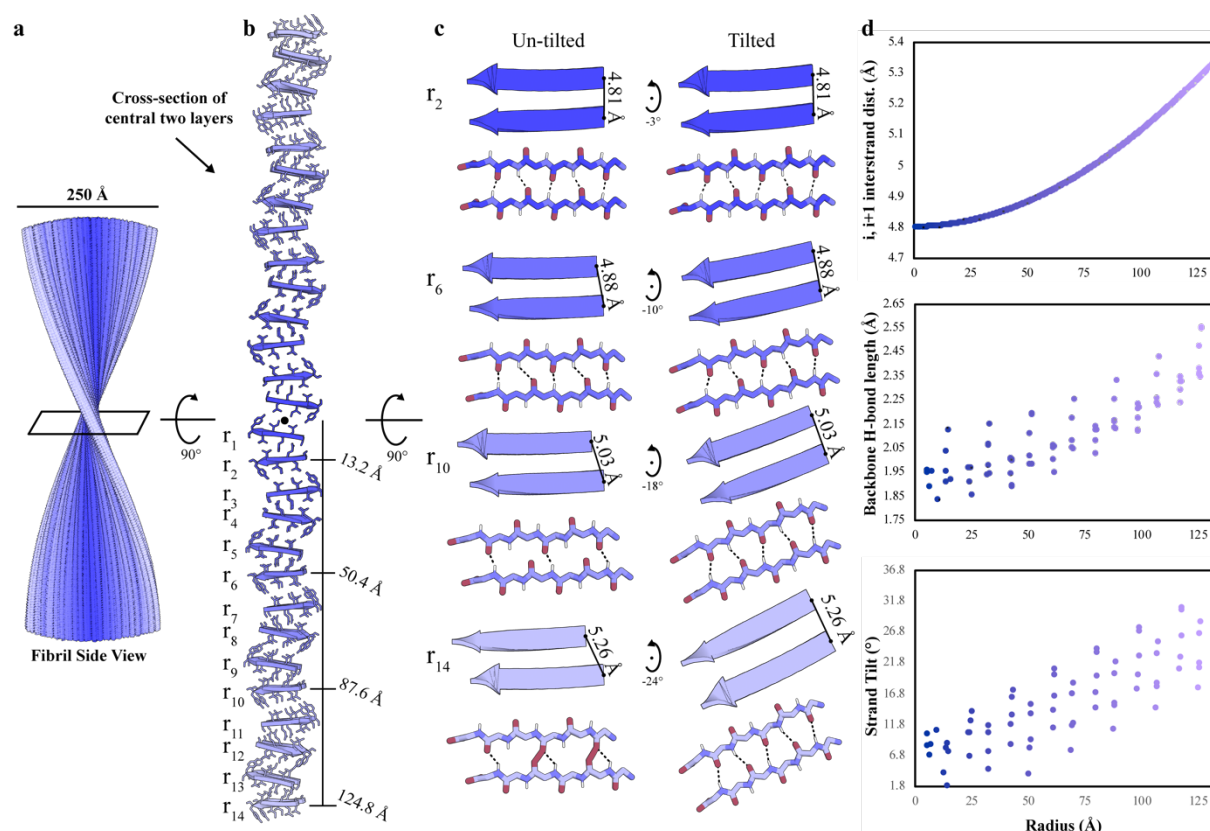 a
Cross-section of
central two layers
250 Å
Fibril Side View
90°
b
r1
r2
r3
r4
r5
r6
r7
r8
r9
r10
r11
r12
r13
r14
13.2 Å
50.4 Å
87.6 Å
124.8 Å
90°
c
Un-tilted
Tilted
r2
4.81 Å
-3°
4.81 Å
r6
4.88 Å
-10°
4.88 Å
r10
5.03 Å
-18°
5.03 Å
r14
5.26 Å
-24°
5.26 Å
d
i, i+1 interstrand dist. (Å)
5.4
5.3
5.2
5.1
5
4.9
4.8
4.7
0 25 50 75 100 125
Backbone H-bond length (Å)
2.65
2.55
2.45
2.35
2.25
2.15
2.05
1.95
1.85
1.75
0 25 50 75 100 125
Strand Tilt (°)
36.8
31.8
26.8
21.8
16.8
11.8
6.8
1.8
0 25 50 75 100 125
Radius (Å)